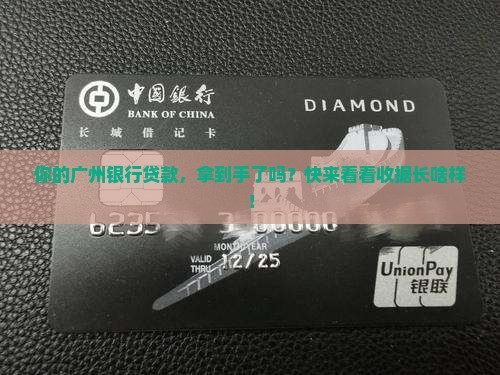 中国銀行
BANK OF CHINA
DIAMOND
长城借记卡
你的广州银行贷款，拿到手了吗？快来看看收据长啥样
！
6235
00000
MONTH/YEAR
VALID
THRU
12/25
UnionPay
银联